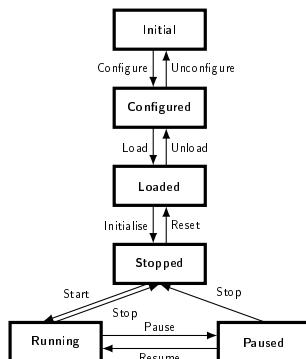 Initial
Configure Unconfigure
Configured
Load Unload
Loaded
Initialise Reset
Stopped
Start Stop Stop
Pause
Running Paused
Resume